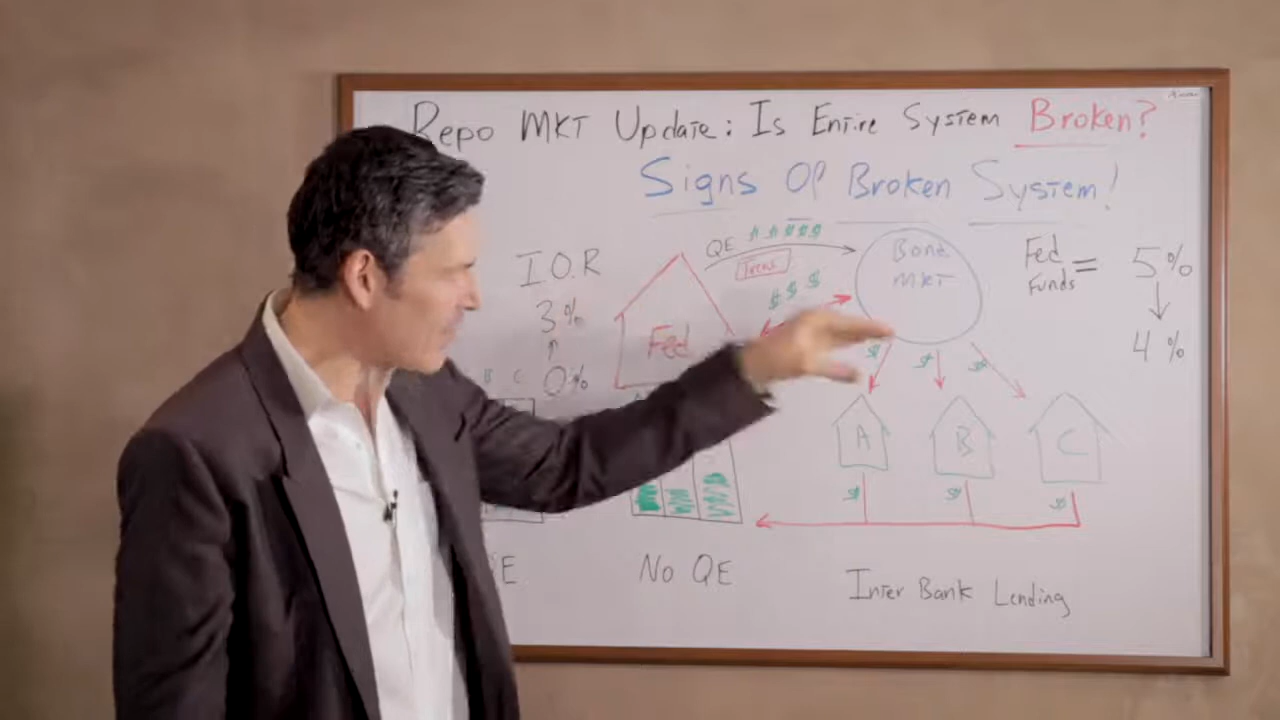 Repo MKT Update: Is Entire System Broken?
Signs Of Broken System!
QE $ $ $ $ $
Treas
$ $ $
Bond
MKT
Fed
Funds = 5%
↓
4%
I.O.R
3%
↑
0%
Fed
B C
$ $ $
A B C
$ $ $
E
No QE
Inter Bank Lending